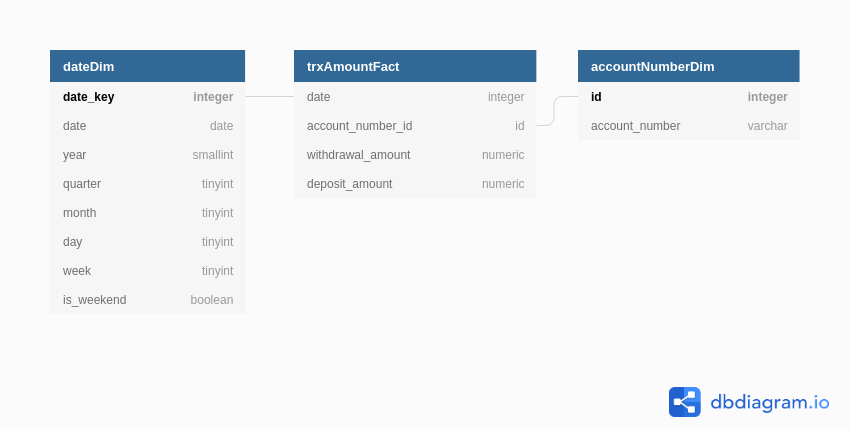 dateDim
date_key integer
date date
year smallint
quarter tinyint
month tinyint
day tinyint
week tinyint
is_weekend boolean
trxAmountFact
date integer
account_number_id id
withdrawal_amount numeric
deposit_amount numeric
accountNumberDim
id integer
account_number varchar
dbdiagram.io